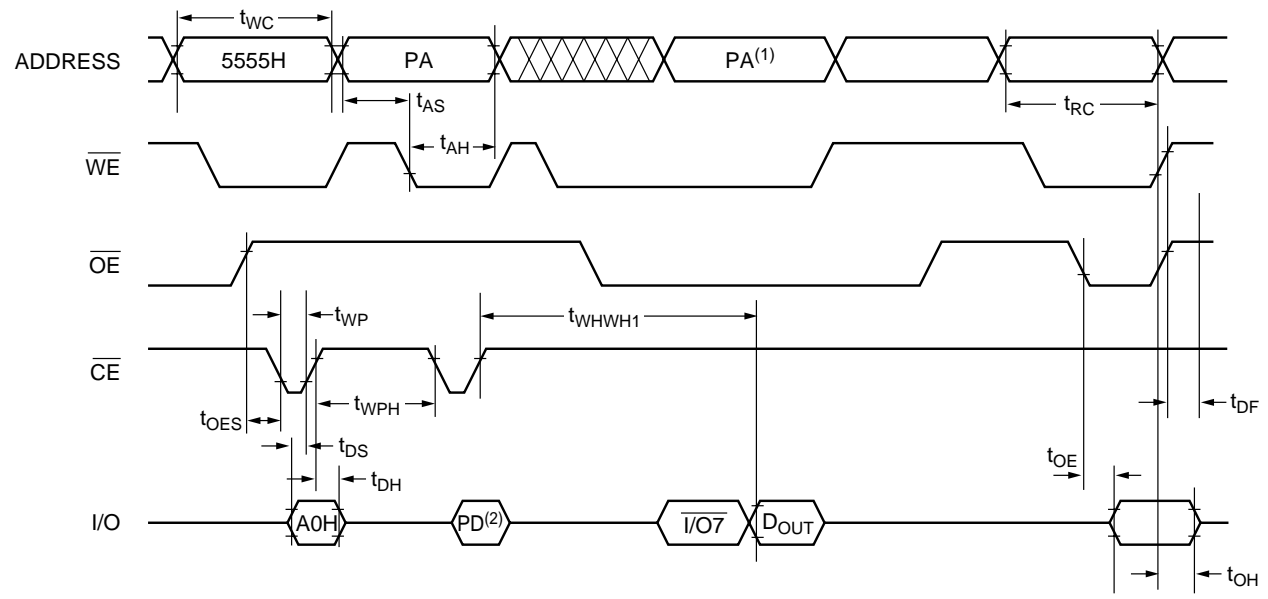 tWC
ADDRESS 5555H PA PA(1)
tAS tRC
tAH
WE
OE
tWP tWHWH1
CE
tOES tWPH tDF
tDS tOE
tDH
I/O A0H PD(2) I/O7 DOUT
tOH